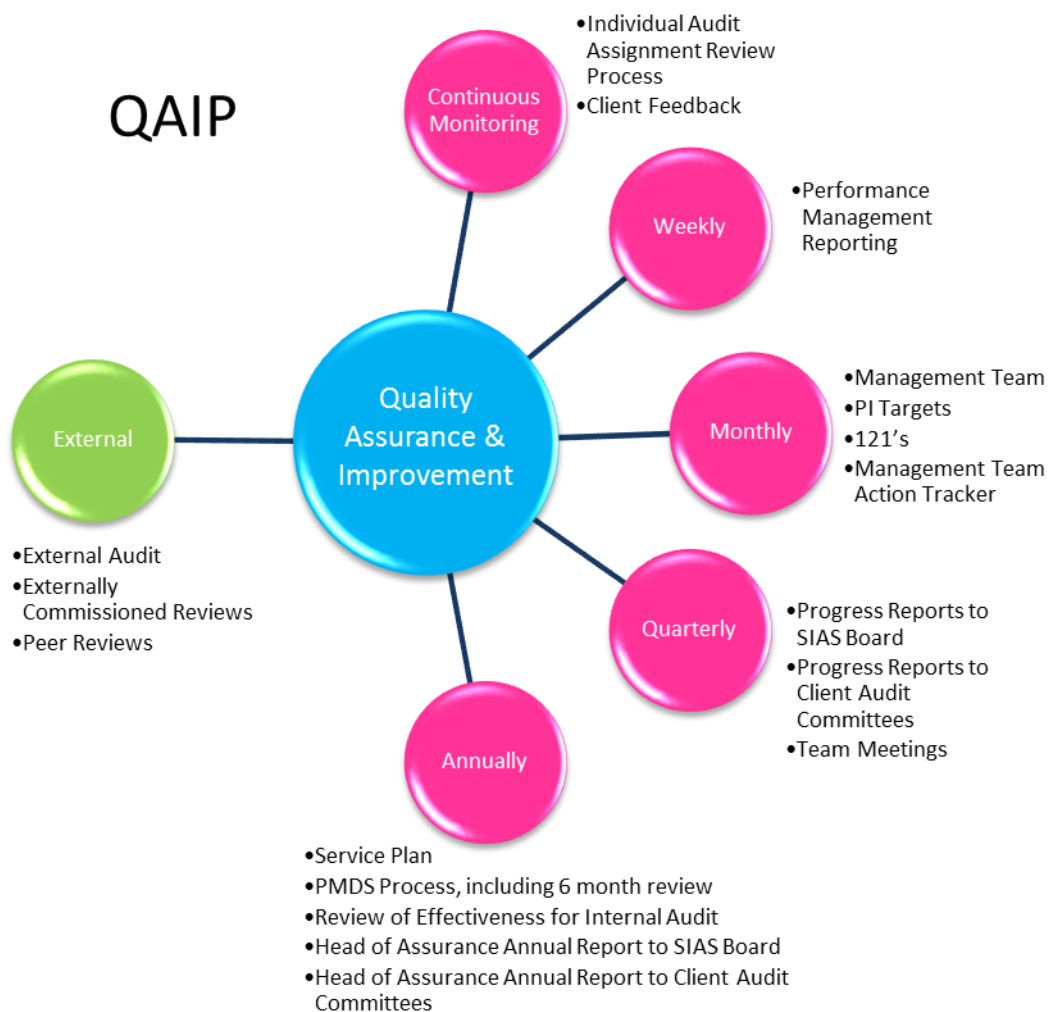 QAIP
Continuous
Monitoring
•Individual Audit
Assignment Review
Process
•Client Feedback
Weekly
•Performance
Management
Reporting
Monthly
•Management Team
•PI Targets
•121’s
•Management Team
Action Tracker
Quality
Assurance &
Improvement
External
•External Audit
•Externally
Commissioned Reviews
•Peer Reviews
Quarterly
•Progress Reports to
SIAS Board
•Progress Reports to
Client Audit
Committees
•Team Meetings
Annually
•Service Plan
•PMDS Process, including 6 month review
•Review of Effectiveness for Internal Audit
•Head of Assurance Annual Report to SIAS Board
•Head of Assurance Annual Report to Client Audit
Committees